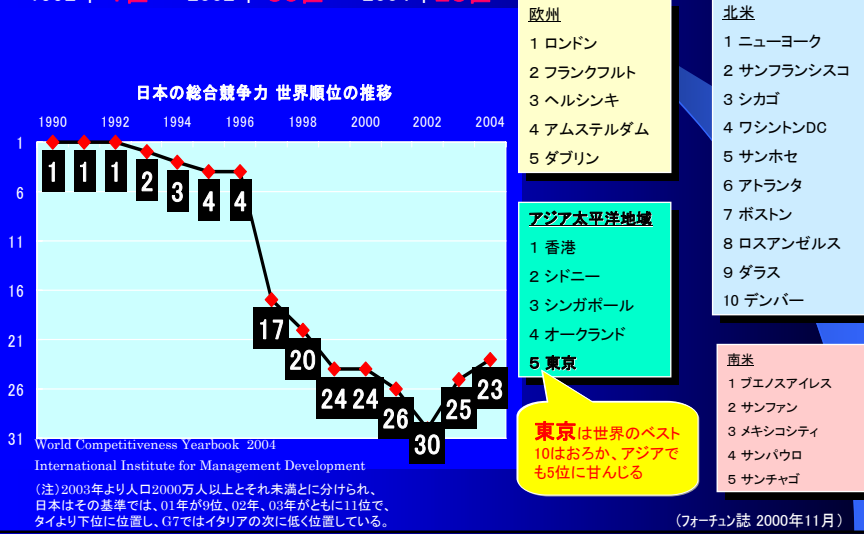 日本の総合競争力 世界順位の推移
1990 1992 1994 1996 1998 2000 2002 2004
1
6
11
16
21
26
31
1
1
1
2
3
4
4
17
20
24
24
26
30
25
23
World Competitiveness Yearbook 2004
International Institute for Management Development
（注）2003年より人口2000万人以上とそれ未満とに分けられ、
日本はその基準では、01年が9位、02年、03年がともに11位で、
タイより下位に位置し、G7ではイタリアの次に低く位置している。
欧州
1 ロンドン
2 フランクフルト
3 ヘルシンキ
4 アムステルダム
5 ダブリン
アジア太平洋地域
1 香港
2 シドニー
3 シンガポール
4 オークランド
5 東京
東京は世界のベスト
10はおろか、アジアで
も5位に甘んじる
北米
1 ニューヨーク
2 サンフランシスコ
3 シカゴ
4 ワシントンDC
5 サンホセ
6 アトランタ
7 ボストン
8 ロスアンゼルス
9 ダラス
10 デンバー
南米
1 ブエノスアイレス
2 サンファン
3 メキシコシティ
4 サンパウロ
5 サンチャゴ
（フォーチュン誌 2000年11月）